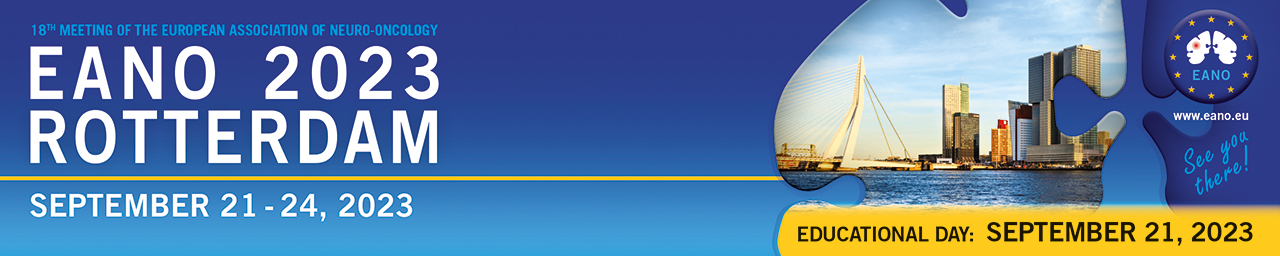 18TH MEETING OF THE EUROPEAN ASSOCIATION OF NEURO-ONCOLOGY
EANO 2023
ROTTERDAM
SEPTEMBER 21-24, 2023
EANO
www.eano.eu
See you
there!
EDUCATIONAL DAY: SEPTEMBER 21, 2023